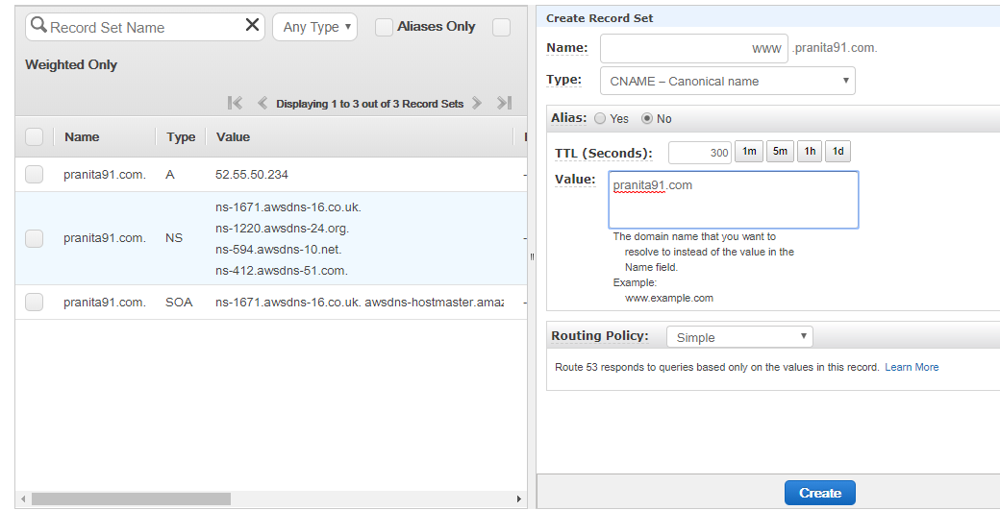 Record Set Name
Any Type
Aliases Only
Weighted Only
Displaying 1 to 3 out of 3 Record Sets
Name Type Value
pranita91.com. A 52.55.50.234 -
pranita91.com. NS ns-1671.awsdns-16.co.uk.
ns-1220.awsdns-24.org.
ns-594.awsdns-10.net.
ns-412.awsdns-51.com.
-
pranita91.com. SOA ns-1671.awsdns-16.co.uk. awsdns-hostmaster.amaz -
Create Record Set
Name: www .pranita91.com.
Type: CNAME – Canonical name
Alias: Yes No
TTL (Seconds): 300 1m 5m 1h 1d
Value: pranita91.com
The domain name that you want to
resolve to instead of the value in the
Name field.
Example:
www.example.com
Routing Policy: Simple
Route 53 responds to queries based only on the values in this record. Learn More
Create